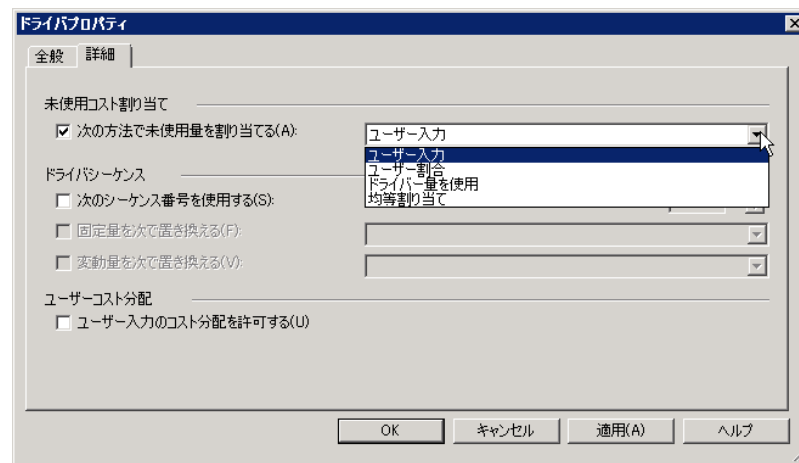 ドライバプロパティ
全般 詳細
未使用コスト割り当て
次の方法で未使用量を割り当てる(A): ユーザー入力
ユーザー入力
ユーザー割合
ドライバー量を使用
均等割り当て
ドライバシーケンス
次のシーケンス番号を使用する(S):
固定量を次で置き換える(F):
変動量を次で置き換える(V):
ユーザーコスト分配
ユーザー入力のコスト分配を許可する(U)
OK キャンセル 適用(A) ヘルプ